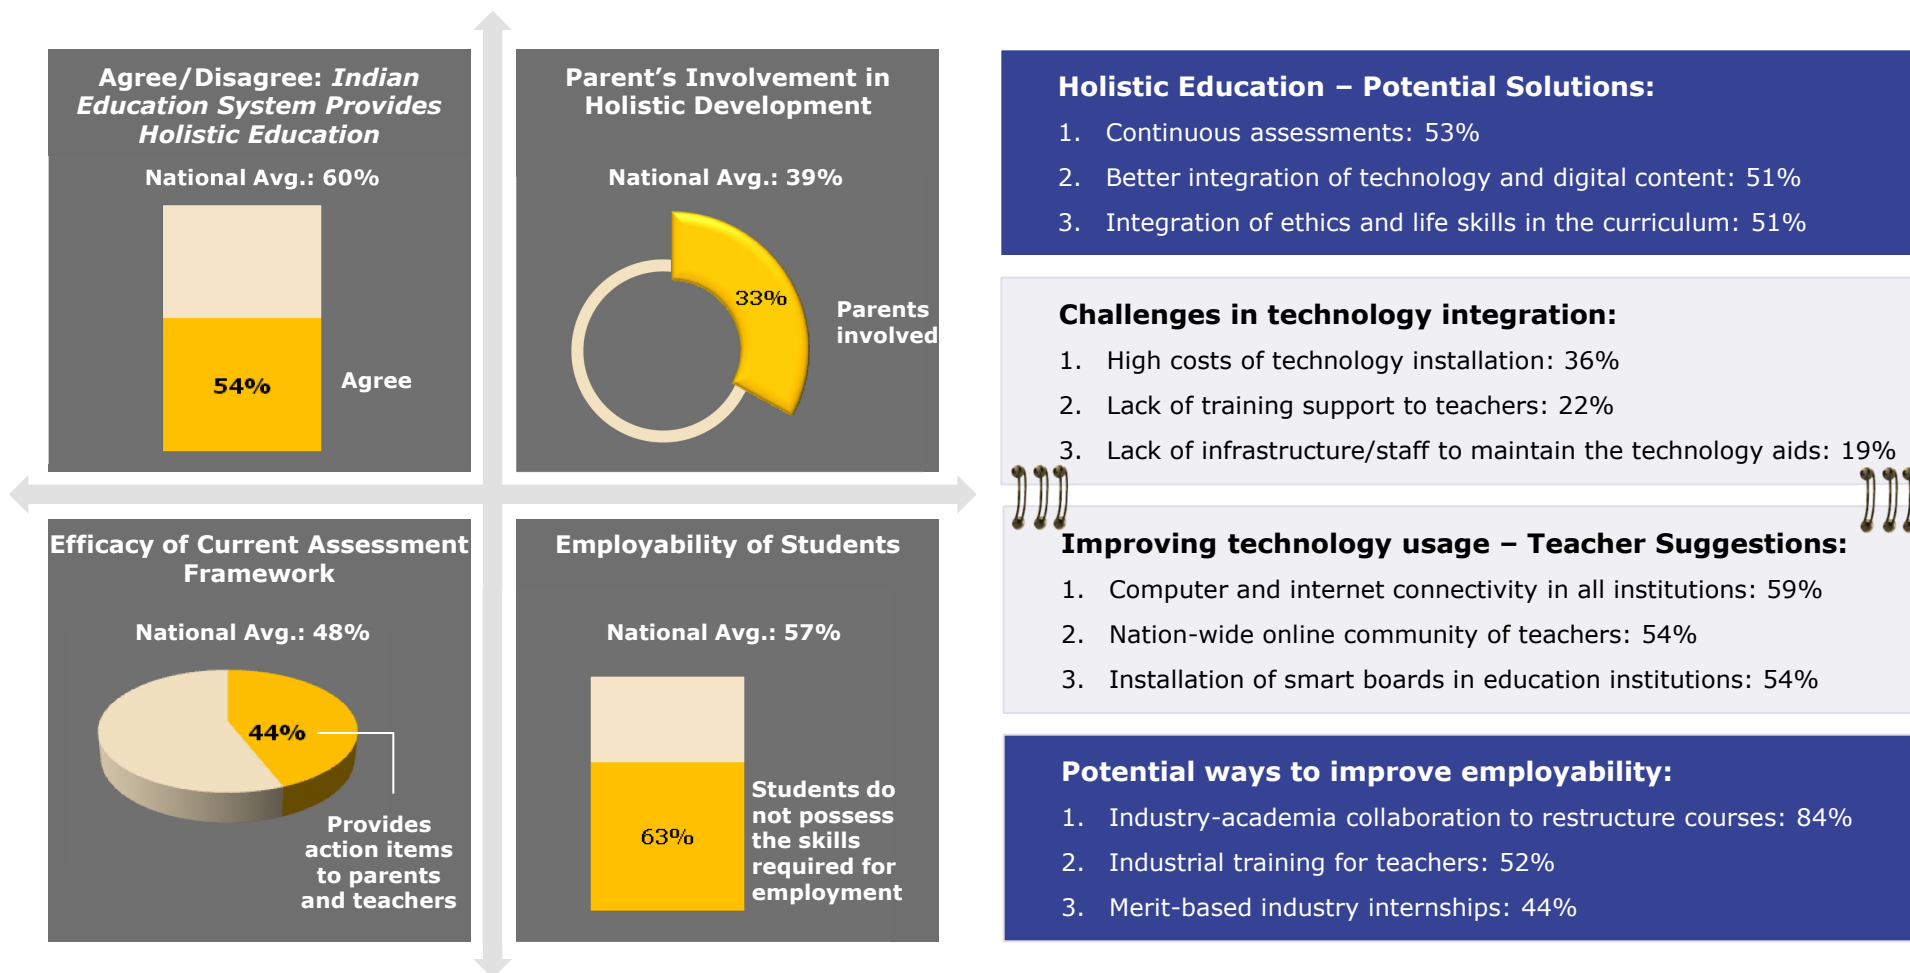 Agree/Disagree: Indian
Education System Provides
Holistic Education
National Avg.: 60%
54%
Agree
Parent’s Involvement in
Holistic Development
National Avg.: 39%
33%
Parents
involved
Efficacy of Current Assessment
Framework
National Avg.: 48%
44%
Provides
action items
to parents
and teachers
Employability of Students
National Avg.: 57%
63%
Students do
not possess
the skills
required for
employment
Holistic Education – Potential Solutions:
1. Continuous assessments: 53%
2. Better integration of technology and digital content: 51%
3. Integration of ethics and life skills in the curriculum: 51%
Challenges in technology integration:
1. High costs of technology installation: 36%
2. Lack of training support to teachers: 22%
3. Lack of infrastructure/staff to maintain the technology aids: 19%
Improving technology usage – Teacher Suggestions:
1. Computer and internet connectivity in all institutions: 59%
2. Nation-wide online community of teachers: 54%
3. Installation of smart boards in education institutions: 54%
Potential ways to improve employability:
1. Industry-academia collaboration to restructure courses: 84%
2. Industrial training for teachers: 52%
3. Merit-based industry internships: 44%